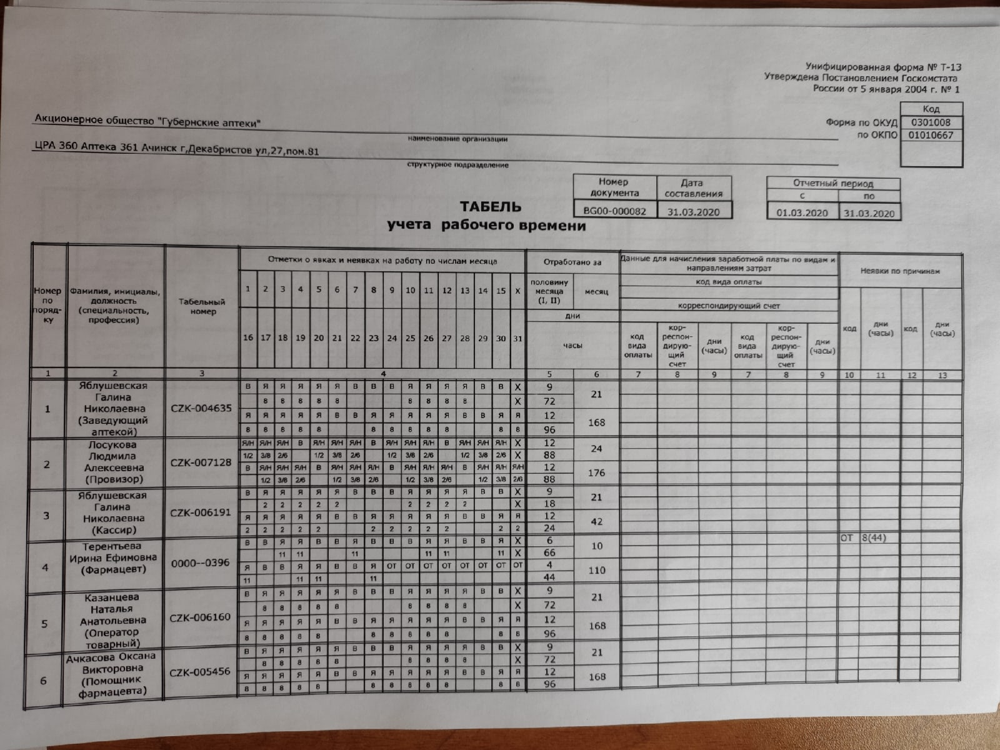 Унифицированная форма № Т-13
Утверждена Постановлением Госкомстата
России от 5 января 2004 г. № 1
Код
Форма по ОКУД 0301008
по ОКПО 01010667
Акционерное общество "Губернские аптеки"
наименование организации
ЦРА 360 Аптека 361 Ачинск г,Декабристов ул,27,пом.81
структурное подразделение
Номер документа Дата составления Отчетный период
с по
BG00-000082 31.03.2020 01.03.2020 31.03.2020
ТАБЕЛЬ
учета рабочего времени
Номер по поряд-ку Фамилия, инициалы, должность (специальность, профессия) Табельный номер Отметки о явках и неявках на работу по числам месяца Отработано за Данные для начисления заработной платы по видам и направлениям затрат Неявки по причинам
1 2 3 4 5 6 7 8 9 10 11 12 13 14 15 X половину месяца (I, II) месяц код вида оплаты
корреспондирующий счет
дни
16 17 18 19 20 21 22 23 24 25 26 27 28 29 30 31 часы код вида оплаты кор-респон-дирую-щий счет дни (часы) код вида оплаты кор-респон-дирую-щий счет дни (часы) код дни (часы) код дни (часы)
1 2 3 4 5 6 7 8 9 7 8 9 10 11 12 13
1 Яблушевская Галина Николаевна (Заведующий аптекой) CZK-004635
В Я Я Я Я Я В В В Я Я Я Я В В X 9 21
8 8 8 8 8 8 8 8 8 X 72
Я Я Я Я Я В В Я Я Я Я Я В В Я Я 12 168
8 8 8 8 8 8 8 8 8 8 8 8 96
2 Лосукова Людмила Алексеевна (Провизор) CZK-007128
Я/Н Я/Н Я/Н В Я/Н Я/Н Я/Н В Я/Н Я/Н Я/Н В Я/Н Я/Н Я/Н X 12 24
1/2 3/8 2/6 1/2 3/8 2/6 1/2 3/8 2/6 1/2 3/8 2/6 X 88
В Я/Н Я/Н Я/Н В Я/Н Я/Н Я/Н В Я/Н Я/Н Я/Н В Я/Н Я/Н Я/Н 12 176
1/2 3/8 2/6 1/2 3/8 2/6 1/2 3/8 2/6 1/2 3/8 2/6 88
3 Яблушевская Галина Николаевна (Кассир) CZK-006191
В Я Я Я Я Я В В В Я Я Я Я В В X 9 21
2 2 2 2 2 2 2 2 2 X 18
Я Я Я Я Я В В Я Я Я Я Я В В Я Я 12 42
2 2 2 2 2 2 2 2 2 2 2 2 24
4 Терентьева Ирина Ефимовна (Фармацевт) 0000--0396
В В Я Я В В Я В В В Я Я В В Я X 6 10 ОТ 8(44)
11 11 11 11 11 11 X 66
Я В В Я Я В В Я ОТ ОТ ОТ ОТ ОТ ОТ ОТ ОТ 4 110
11 11 11 11 44
5 Казанцева Наталья Анатольевна (Оператор товарный) CZK-006160
В Я Я Я Я Я В В В Я Я Я Я В В X 9 21
8 8 8 8 8 8 8 8 8 X 72
Я Я Я Я Я В В Я Я Я Я Я В В Я Я 12 168
8 8 8 8 8 8 8 8 8 8 8 8 96
6 Ачкасова Оксана Викторовна (Помощник фармацевта) CZK-005456
В Я Я Я Я Я В В В Я Я Я Я В В X 9 21
8 8 8 8 8 8 8 8 8 X 72
Я Я Я Я Я В В Я Я Я Я Я В В Я Я 12 168
8 8 8 8 8 8 8 8 8 8 8 8 96